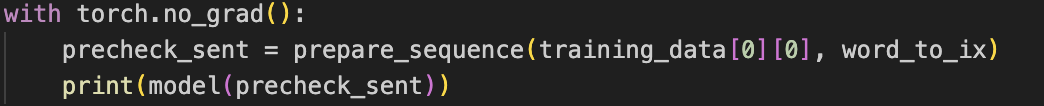 with torch.no_grad():
    precheck_sent = prepare_sequence(training_data[0][0], word_to_ix)
    print(model(precheck_sent))